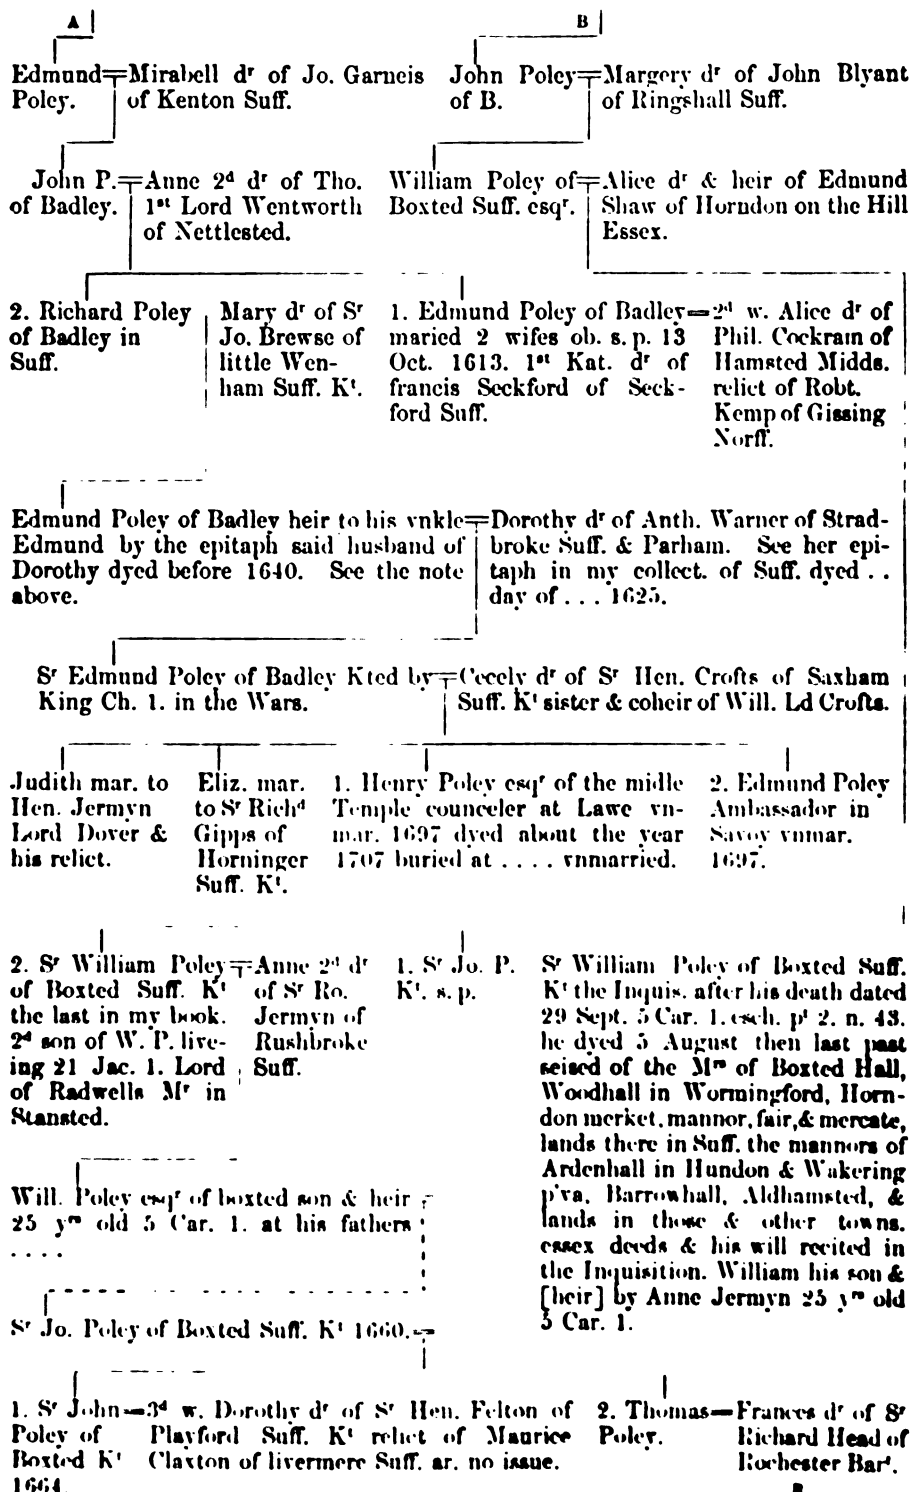 A
B
Edmund=Mirabell dʳ of Jo. Garneis
Poley. of Kenton Suff.
John Poley=Margery dʳ of John Blyant
of B. of Ringshall Suff.
John P.=Anne 2ᵈ dʳ of Tho.
of Badley. 1ˢᵗ Lord Wentworth
of Nettlested.
William Poley of=Alice dʳ & heir of Edmund
Boxted Suff. esqʳ. Shaw of Horndon on the Hill
Essex.
2. Richard Poley
of Badley in
Suff.
Mary dʳ of Sʳ
Jo. Brewse of
little Wen-
ham Suff. Kᵗ.
1. Edmund Poley of Badley=
maried 2 wifes ob. s. p. 13
Oct. 1613. 1ˢᵗ Kat. dʳ of
francis Seckford of Seck-
ford Suff.
2ᵈ w. Alice dʳ of
Phil. Cockram of
Hamsted Midds.
relict of Robt.
Kemp of Gissing
Norff.
Edmund Poley of Badley heir to his vnkle=
Edmund by the epitaph said husband of
Dorothy dyed before 1640. See the note
above.
Dorothy dʳ of Anth. Warner of Strad-
broke Suff. & Parham. See her epi-
taph in my collect. of Suff. dyed . .
day of . . . 1625.
Sʳ Edmund Poley of Badley Kted by=
King Ch. 1. in the Wars.
Cecely dʳ of Sʳ Hen. Crofts of Saxham
Suff. Kᵗ sister & coheir of Will. Ld Crofts.
Judith mar. to
Hen. Jermyn
Lord Dover &
his relict.
Eliz. mar.
to Sʳ Richᵈ
Gipps of
Horninger
Suff. Kᵗ.
1. Henry Poley esqʳ of the midle
Temple counceler at Lawe vn-
mar. 1697 dyed about the year
1707 buried at . . . . vnmarried.
2. Edmund Poley
Ambassador in
Savoy vnmar.
1697.
2. Sʳ William Poley=
of Boxted Suff. Kᵗ
the last in my book.
2ᵈ son of W. P. live-
ing 21 Jac. 1. Lord
of Radwells Mʳ in
Stansted.
Anne 2ᵈ dʳ
of Sʳ Ro.
Jermyn of
Rushbroke
Suff.
1. Sʳ Jo. P.
Kᵗ. s. p.
Sʳ William Poley of Boxted Suff.
Kᵗ the Inquis. after his death dated
29 Sept. 5 Car. 1. esch. pᵗ 2. n. 43.
he dyed 5 August then last past
seised of the Mʳˢ of Boxted Hall,
Woodhall in Wormingford, Horn-
don merket, mannor, fair, & mercate,
lands there in Suff. the mannors of
Ardenhall in Hundon & Wakering
p'va, Barrowhall, Aldhamsted, &
lands in those & other towns.
essex deeds & his will recited in
the Inquisition. William his son &
[heir] by Anne Jermyn 25 yʳˢ old
5 Car. 1.
Will. Poley esqʳ of boxted son & heir
25 yʳˢ old 5 Car. 1. at his fathers
. . . .
Sʳ Jo. Poley of Boxted Suff. Kᵗ 1660.=
1. Sʳ John=
Poley of
Boxted Kᵗ
1664.
3ᵈ w. Dorothy dʳ of Sʳ Hen. Felton of
Playford Suff. Kᵗ relict of Maurice
Claxton of livermere Suff. ar. no issue.
2. Thomas=
Poley.
Frances dʳ of Sʳ
Richard Head of
Rochester Barᵗ.